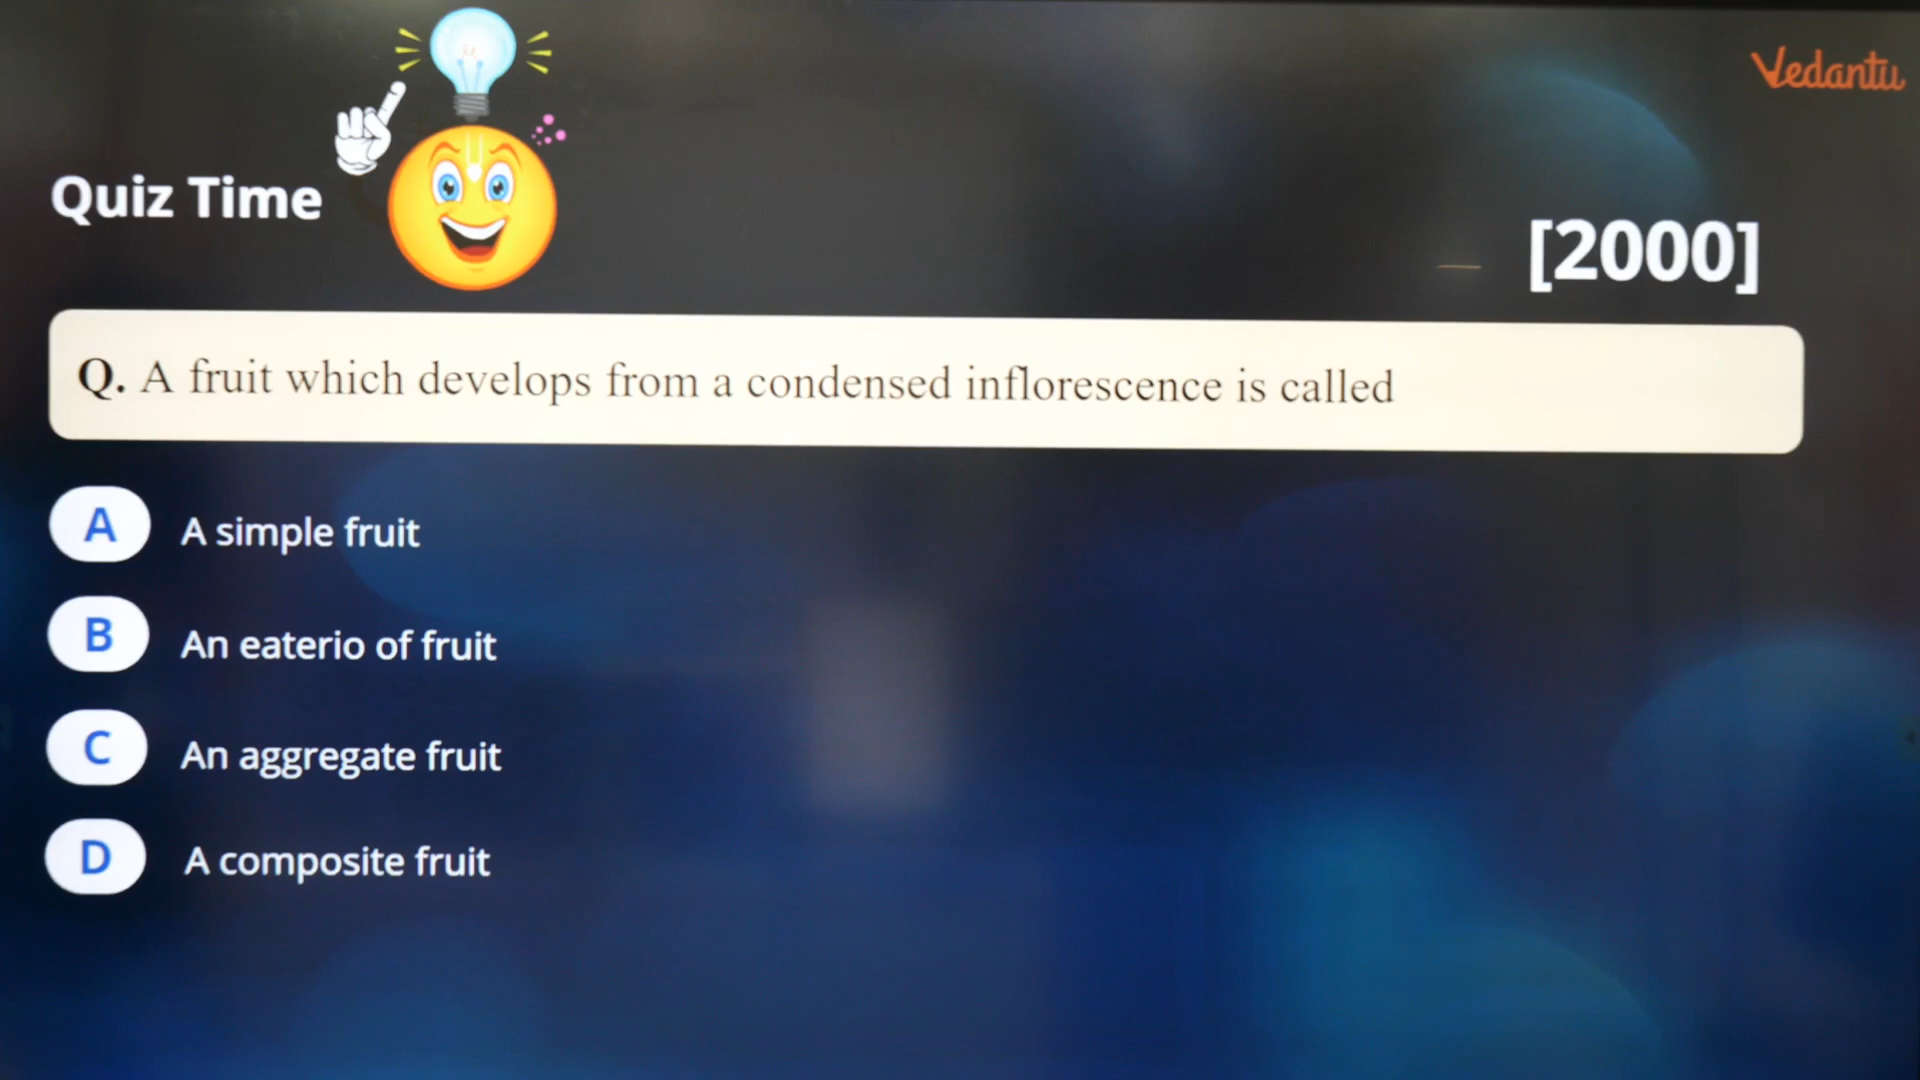 Vedantu
Quiz Time
[2000]
Q. A fruit which develops from a condensed inflorescence is called
A A simple fruit
B An eaterio of fruit
C An aggregate fruit
D A composite fruit